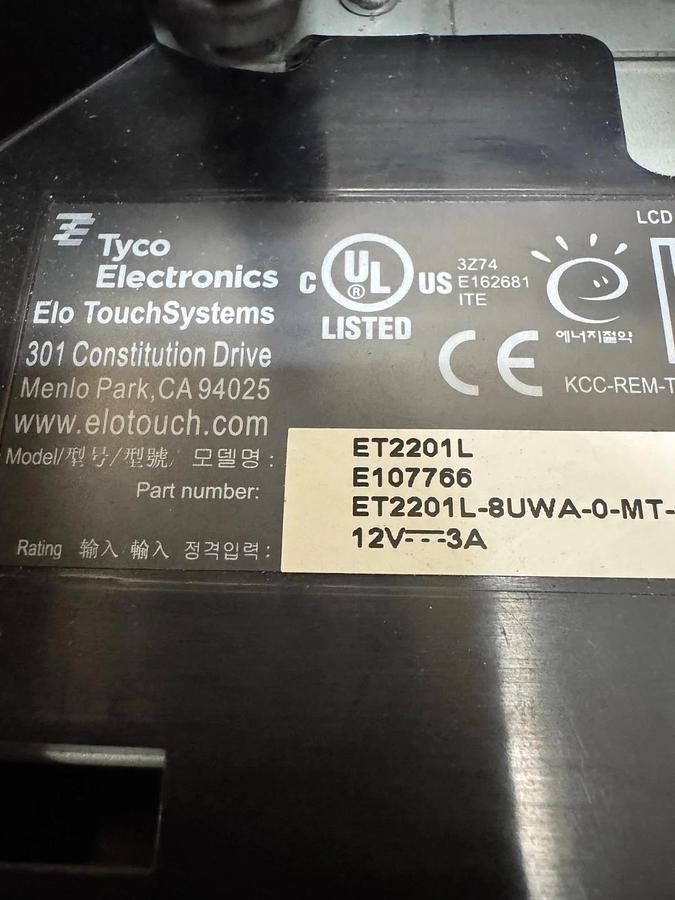 LCD
Tyco
Electronics
Elo TouchSystems
301 Constitution Drive
Menlo Park, CA 94025
www.elotouch.com
C UL ® US
LISTED
3Z74
E162681
ITE
에너지절약
CE
KCC-REM-T
Model/型号/型號/ 모델명 : ET2201L
Part number: E107766
ET2201L-8UWA-0-MT-
Rating 输入 輸入 정격입력 : 12V⎓3A